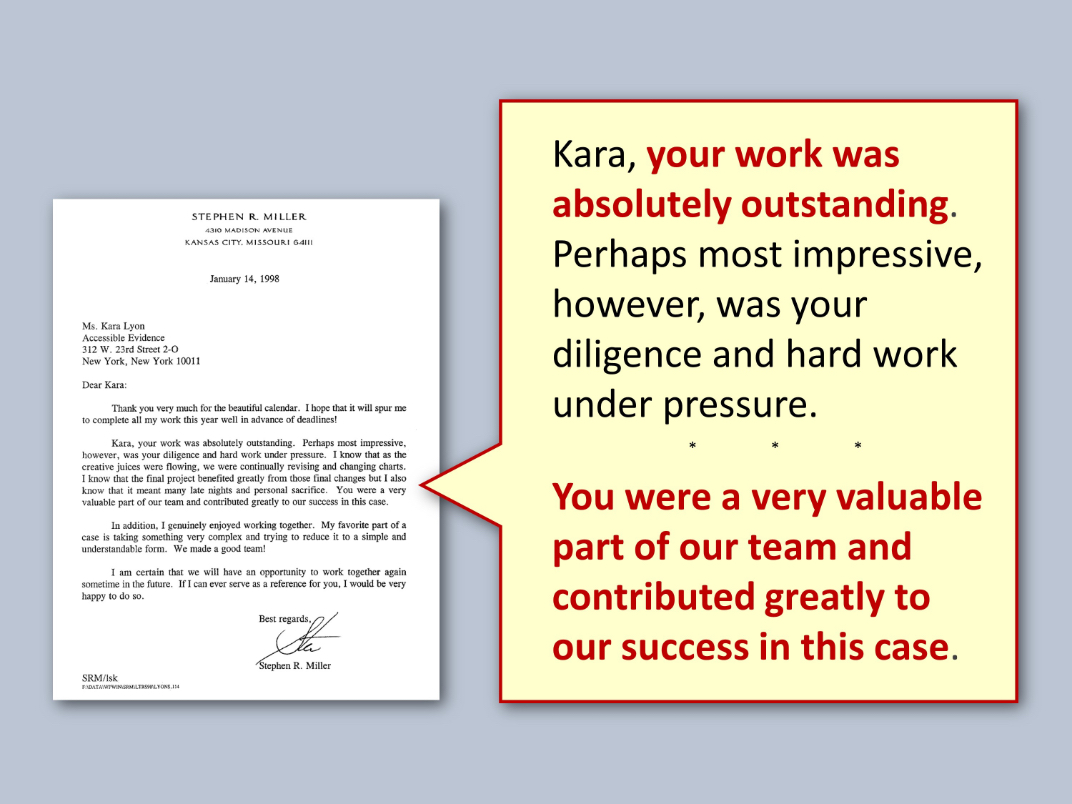 STEPHEN R. MILLER
4310 MADISON AVENUE
KANSAS CITY, MISSOURI 64111
January 14, 1998
Ms. Kara Lyon
Accessible Evidence
312 W. 23rd Street 2-O
New York, New York 10011
Dear Kara:
Thank you very much for the beautiful calendar. I hope that it will spur me
to complete all my work this year well in advance of deadlines!
Kara, your work was absolutely outstanding. Perhaps most impressive,
however, was your diligence and hard work under pressure. I know that as the
creative juices were flowing, we were continually revising and changing charts.
I know that the final project benefited greatly from those final changes but I also
know that it meant many late nights and personal sacrifice. You were a very
valuable part of our team and contributed greatly to our success in this case.
In addition, I genuinely enjoyed working together. My favorite part of a
case is taking something very complex and trying to reduce it to a simple and
understandable form. We made a good team!
I am certain that we will have an opportunity to work together again
sometime in the future. If I can ever serve as a reference for you, I would be very
happy to do so.
Best regards,
Stephen R. Miller
SRM/lsk
Kara, your work was
absolutely outstanding.
Perhaps most impressive,
however, was your
diligence and hard work
under pressure.
* * *
You were a very valuable
part of our team and
contributed greatly to
our success in this case.